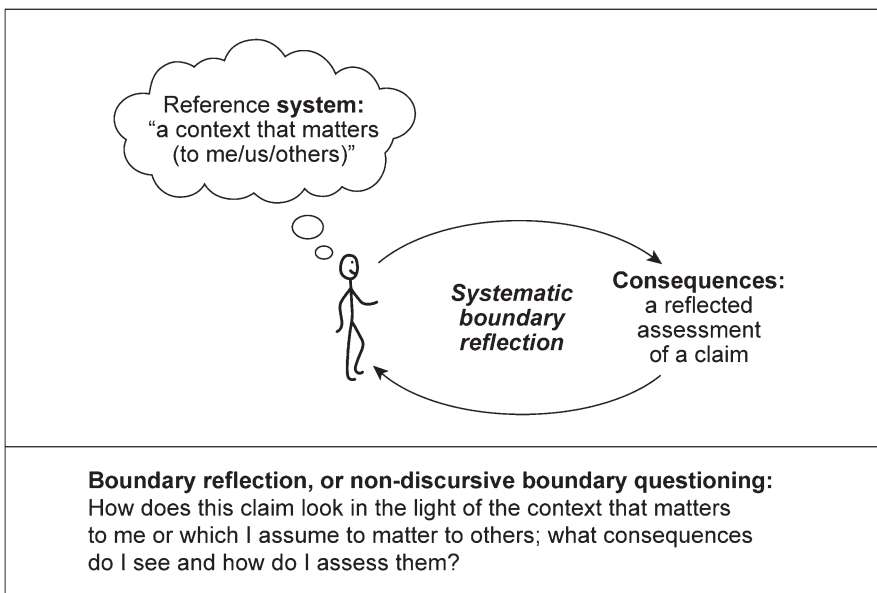 Reference system:
“a context that matters
(to me/us/others)”
Systematic
boundary
reflection
Consequences:
a reflected
assessment
of a claim
Boundary reflection, or non-discursive boundary questioning:
How does this claim look in the light of the context that matters
to me or which I assume to matter to others; what consequences
do I see and how do I assess them?